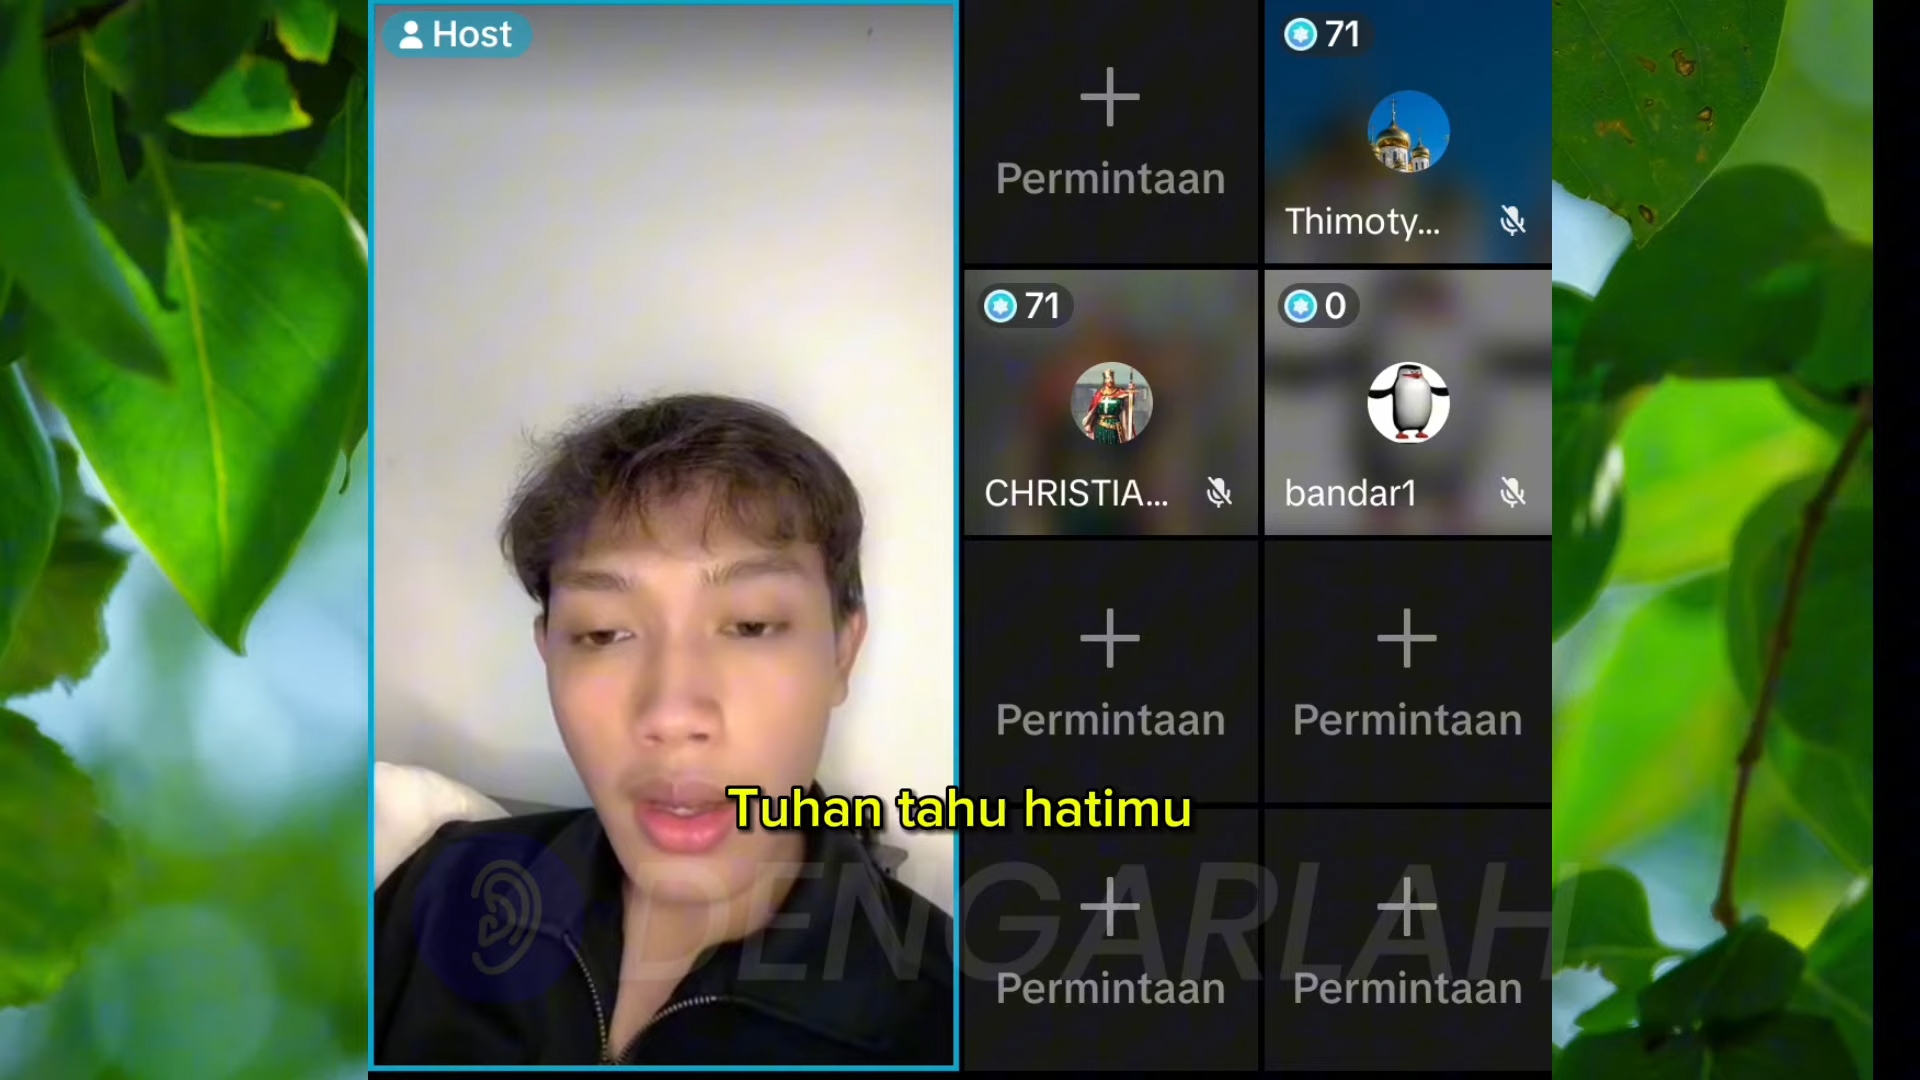 Host
Permintaan
71
Thimoty...
71
CHRISTIA...
0
bandar1
Permintaan
Permintaan
Tuhan tahu hatimu
DENGARLAH
Permintaan
Permintaan